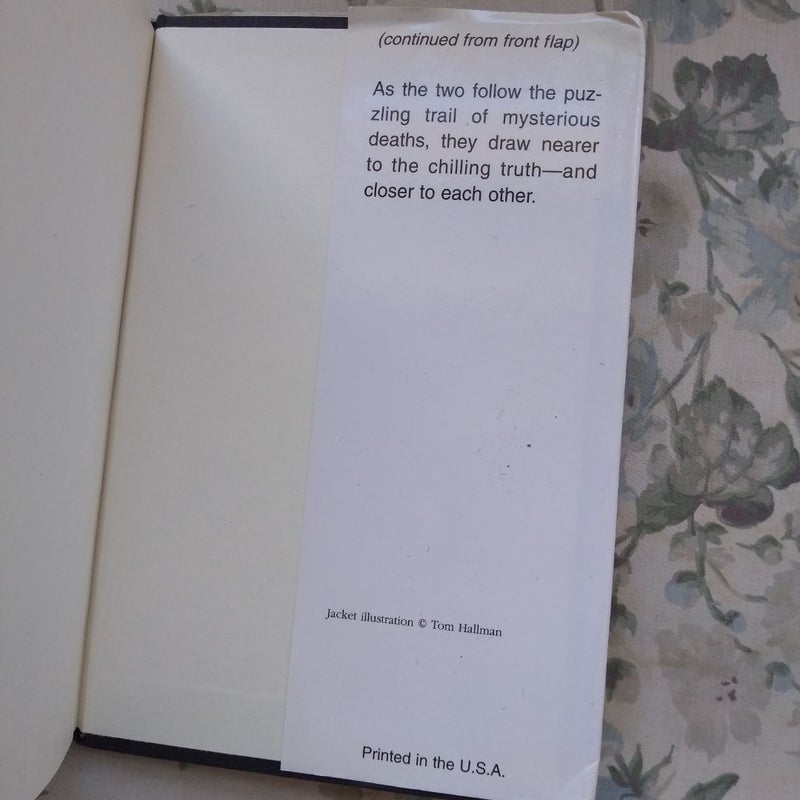 (continued from front flap)
As the two follow the puz-
zling trail of mysterious
deaths, they draw nearer
to the chilling truth—and
closer to each other.
Jacket illustration © Tom Hallman
Printed in the U.S.A.